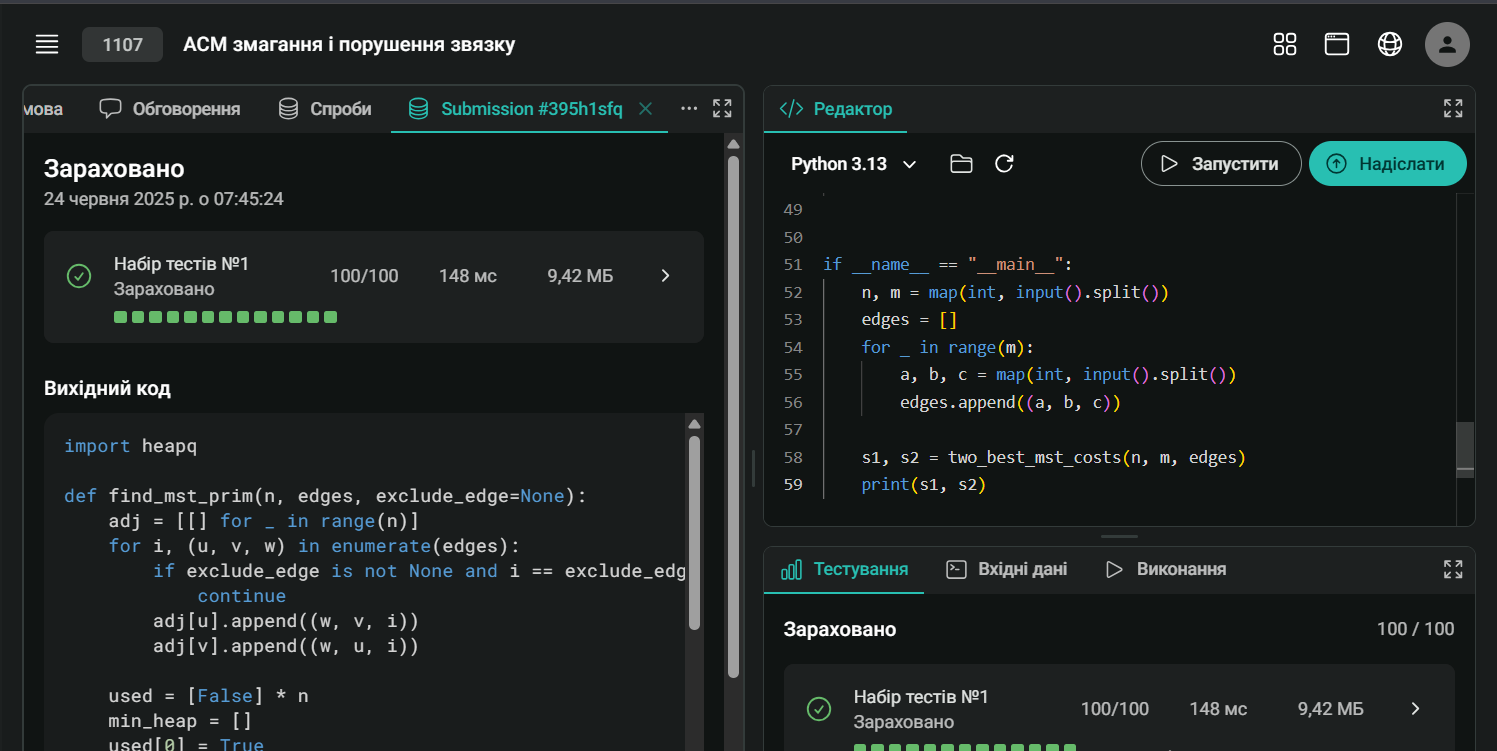 1107
ACM змагання і порушення звязку
мова
Обговорення
Спроби
Submission #395h1sfq
Зараховано
24 червня 2025 р. о 07:45:24
Набір тестів №1
Зараховано
100/100
148 мс
9,42 МБ
Вихідний код
import heapq
def find_mst_prim(n, edges, exclude_edge=None):
    adj = [[] for _ in range(n)]
    for i, (u, v, w) in enumerate(edges):
        if exclude_edge is not None and i == exclude_edg
            continue
        adj[u].append((w, v, i))
        adj[v].append((w, u, i))
    used = [False] * n
    min_heap = []
    used[0] = True
Редактор
Python 3.13
Запустити
Надіслати
49
50
51 if __name__ == "__main__":
52     n, m = map(int, input().split())
53     edges = []
54     for _ in range(m):
55         a, b, c = map(int, input().split())
56         edges.append((a, b, c))
57
58     s1, s2 = two_best_mst_costs(n, m, edges)
59     print(s1, s2)
Тестування
Вхідні дані
Виконання
Зараховано
100 / 100
Набір тестів №1
Зараховано
100/100
148 мс
9,42 МБ